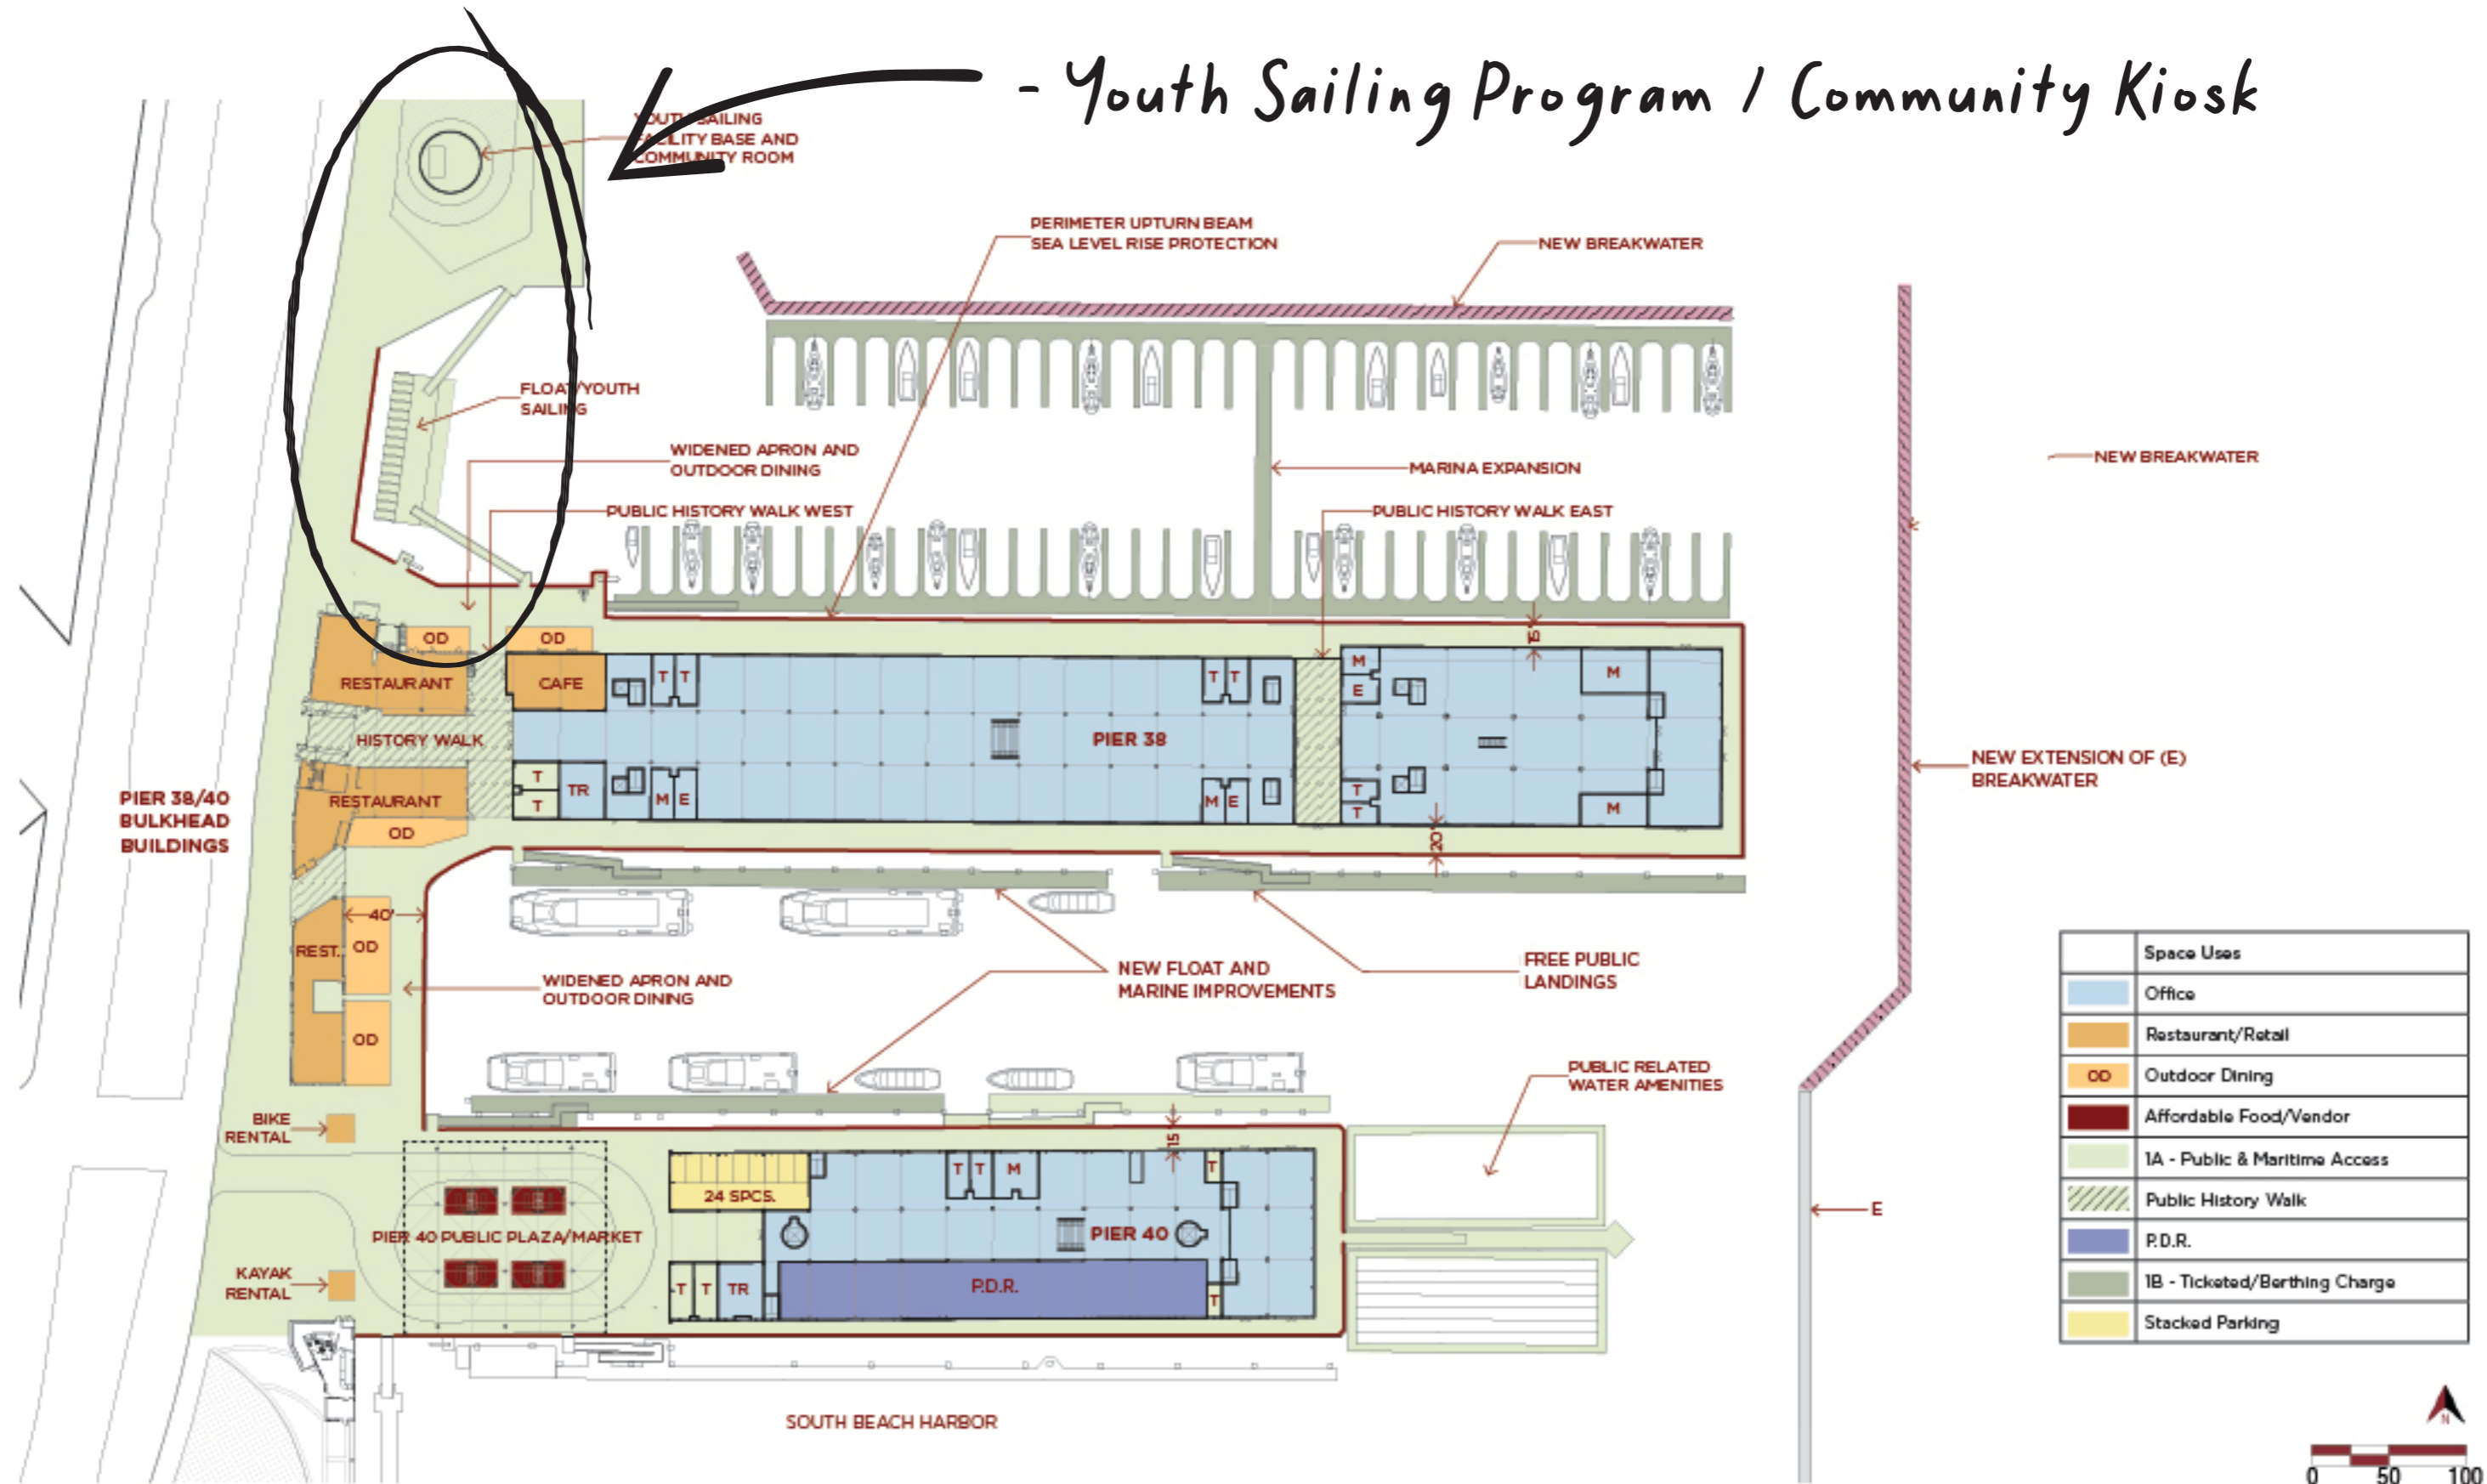 - Youth Sailing Program / Community Kiosk
YOUTH SAILING
FACILITY BASE AND
COMMUNITY ROOM
PERIMETER UPTURN BEAM
SEA LEVEL RISE PROTECTION
NEW BREAKWATER
FLOAT/YOUTH
SAILING
WIDENED APRON AND
OUTDOOR DINING
MARINA EXPANSION
NEW BREAKWATER
PUBLIC HISTORY WALK WEST
PUBLIC HISTORY WALK EAST
OD
OD
15'
RESTAURANT
CAFE
T T
T T
M
E
M
HISTORY WALK
PIER 38
NEW EXTENSION OF (E)
BREAKWATER
PIER 38/40
BULKHEAD
BUILDINGS
RESTAURANT
OD
T
T
TR
M E
M E
T
T
M
20'
40'
REST.
OD
OD
WIDENED APRON AND
OUTDOOR DINING
NEW FLOAT AND
MARINE IMPROVEMENTS
FREE PUBLIC
LANDINGS
PUBLIC RELATED
WATER AMENITIES
BIKE
RENTAL
15'
24 SPCS.
T T M
T
PIER 40 PUBLIC PLAZA/MARKET
PIER 40
E
KAYAK
RENTAL
T T TR
P.D.R.
T
SOUTH BEACH HARBOR
Space Uses
Office
Restaurant/Retail
OD Outdoor Dining
Affordable Food/Vendor
1A - Public & Maritime Access
Public History Walk
P.D.R.
1B - Ticketed/Berthing Charge
Stacked Parking
N
0 50 100